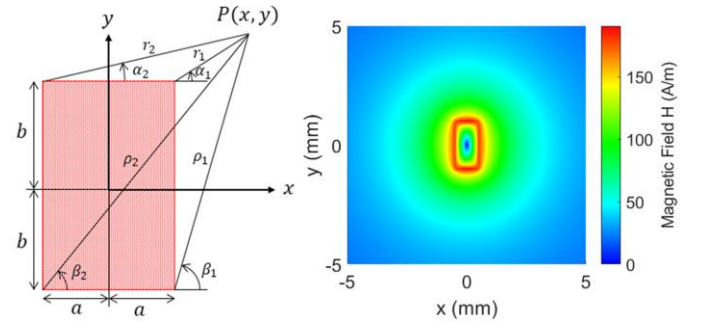 y
P(x, y)
r₂
r₁
α₂
α₁
b
ρ₂
ρ₁
x
b
β₂
β₁
a
a
5
0
-5
y (mm)
-5
0
5
x (mm)
150
100
50
0
Magnetic Field H (A/m)